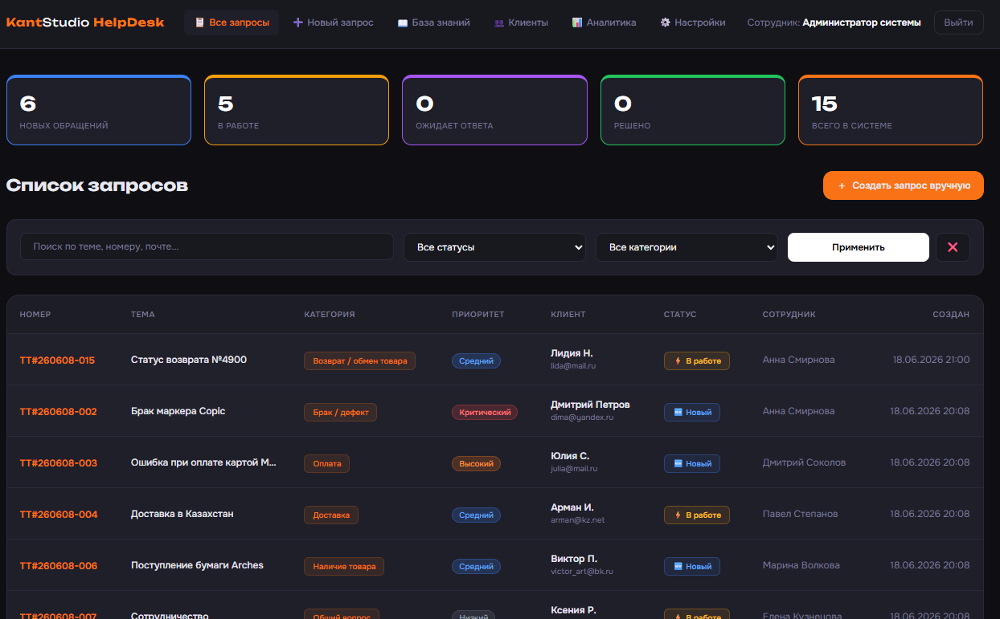 KantStudio HelpDesk Все запросы Новый запрос База знаний Клиенты Аналитика Настройки Сотрудник: Администратор системы Выйти
6 5 0 0 15
НОВЫХ ОБРАЩЕНИЙ В РАБОТЕ ОЖИДАЕТ ОТВЕТА РЕШЕНО ВСЕГО В СИСТЕМЕ
Список запросов + Создать запрос вручную
Поиск по теме, номеру, почте... Все статусы Все категории Применить
НОМЕР ТЕМА КАТЕГОРИЯ ПРИОРИТЕТ КЛИЕНТ СТАТУС СОТРУДНИК СОЗДАН
TT#260608-015 Статус возврата №4900 Возврат / обмен товара Средний Лидия Н. В работе Анна Смирнова 18.06.2026 21:00
lida@mail.ru
TT#260608-002 Брак маркера Copic Брак / дефект Критический Дмитрий Петров Новый Анна Смирнова 18.06.2026 20:08
dima@yandex.ru
TT#260608-003 Ошибка при оплате картой М... Оплата Высокий Юлия С. Новый Дмитрий Соколов 18.06.2026 20:08
julia@mail.ru
TT#260608-004 Доставка в Казахстан Доставка Средний Арман И. В работе Павел Степанов 18.06.2026 20:08
arman@kz.net
TT#260608-006 Поступление бумаги Arches Наличие товара Средний Виктор П. Новый Марина Волкова 18.06.2026 20:08
victor_art@bk.ru
TT#260608-007 Сотрудничество Общий вопрос Низкий Ксения Р. В работе Елена Кузнецова 18.06.2026 20:08